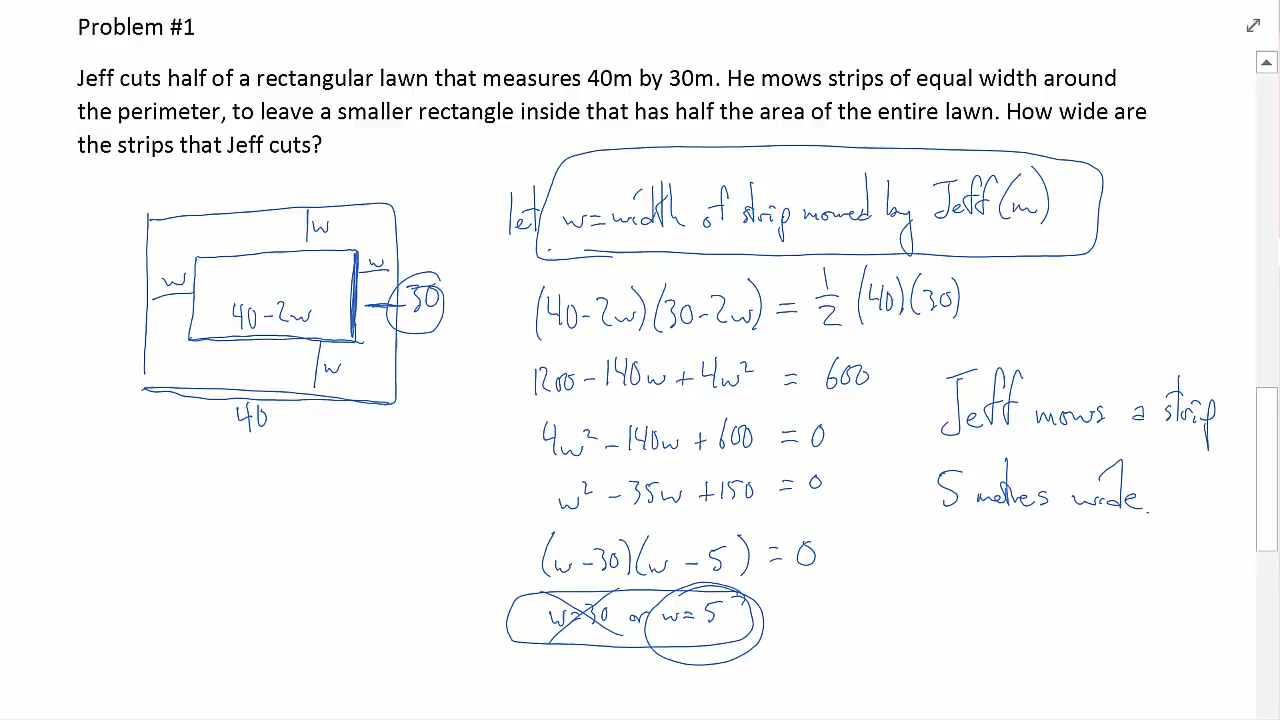 Problem #1
Jeff cuts half of a rectangular lawn that measures 40m by 30m. He mows strips of equal width around
the perimeter, to leave a smaller rectangle inside that has half the area of the entire lawn. How wide are
the strips that Jeff cuts?
let w=width of strip mowed by Jeff (m)
w
w
w
30
40-2w
w
40
(40-2w)(30-2w) = 1/2 (40)(30)
1200-140w+4w² = 600
4w²-140w+600 = 0
w²-35w+150 = 0
(w-30)(w-5) = 0
w=30 or w=5
Jeff mows a strip
5 metres wide.